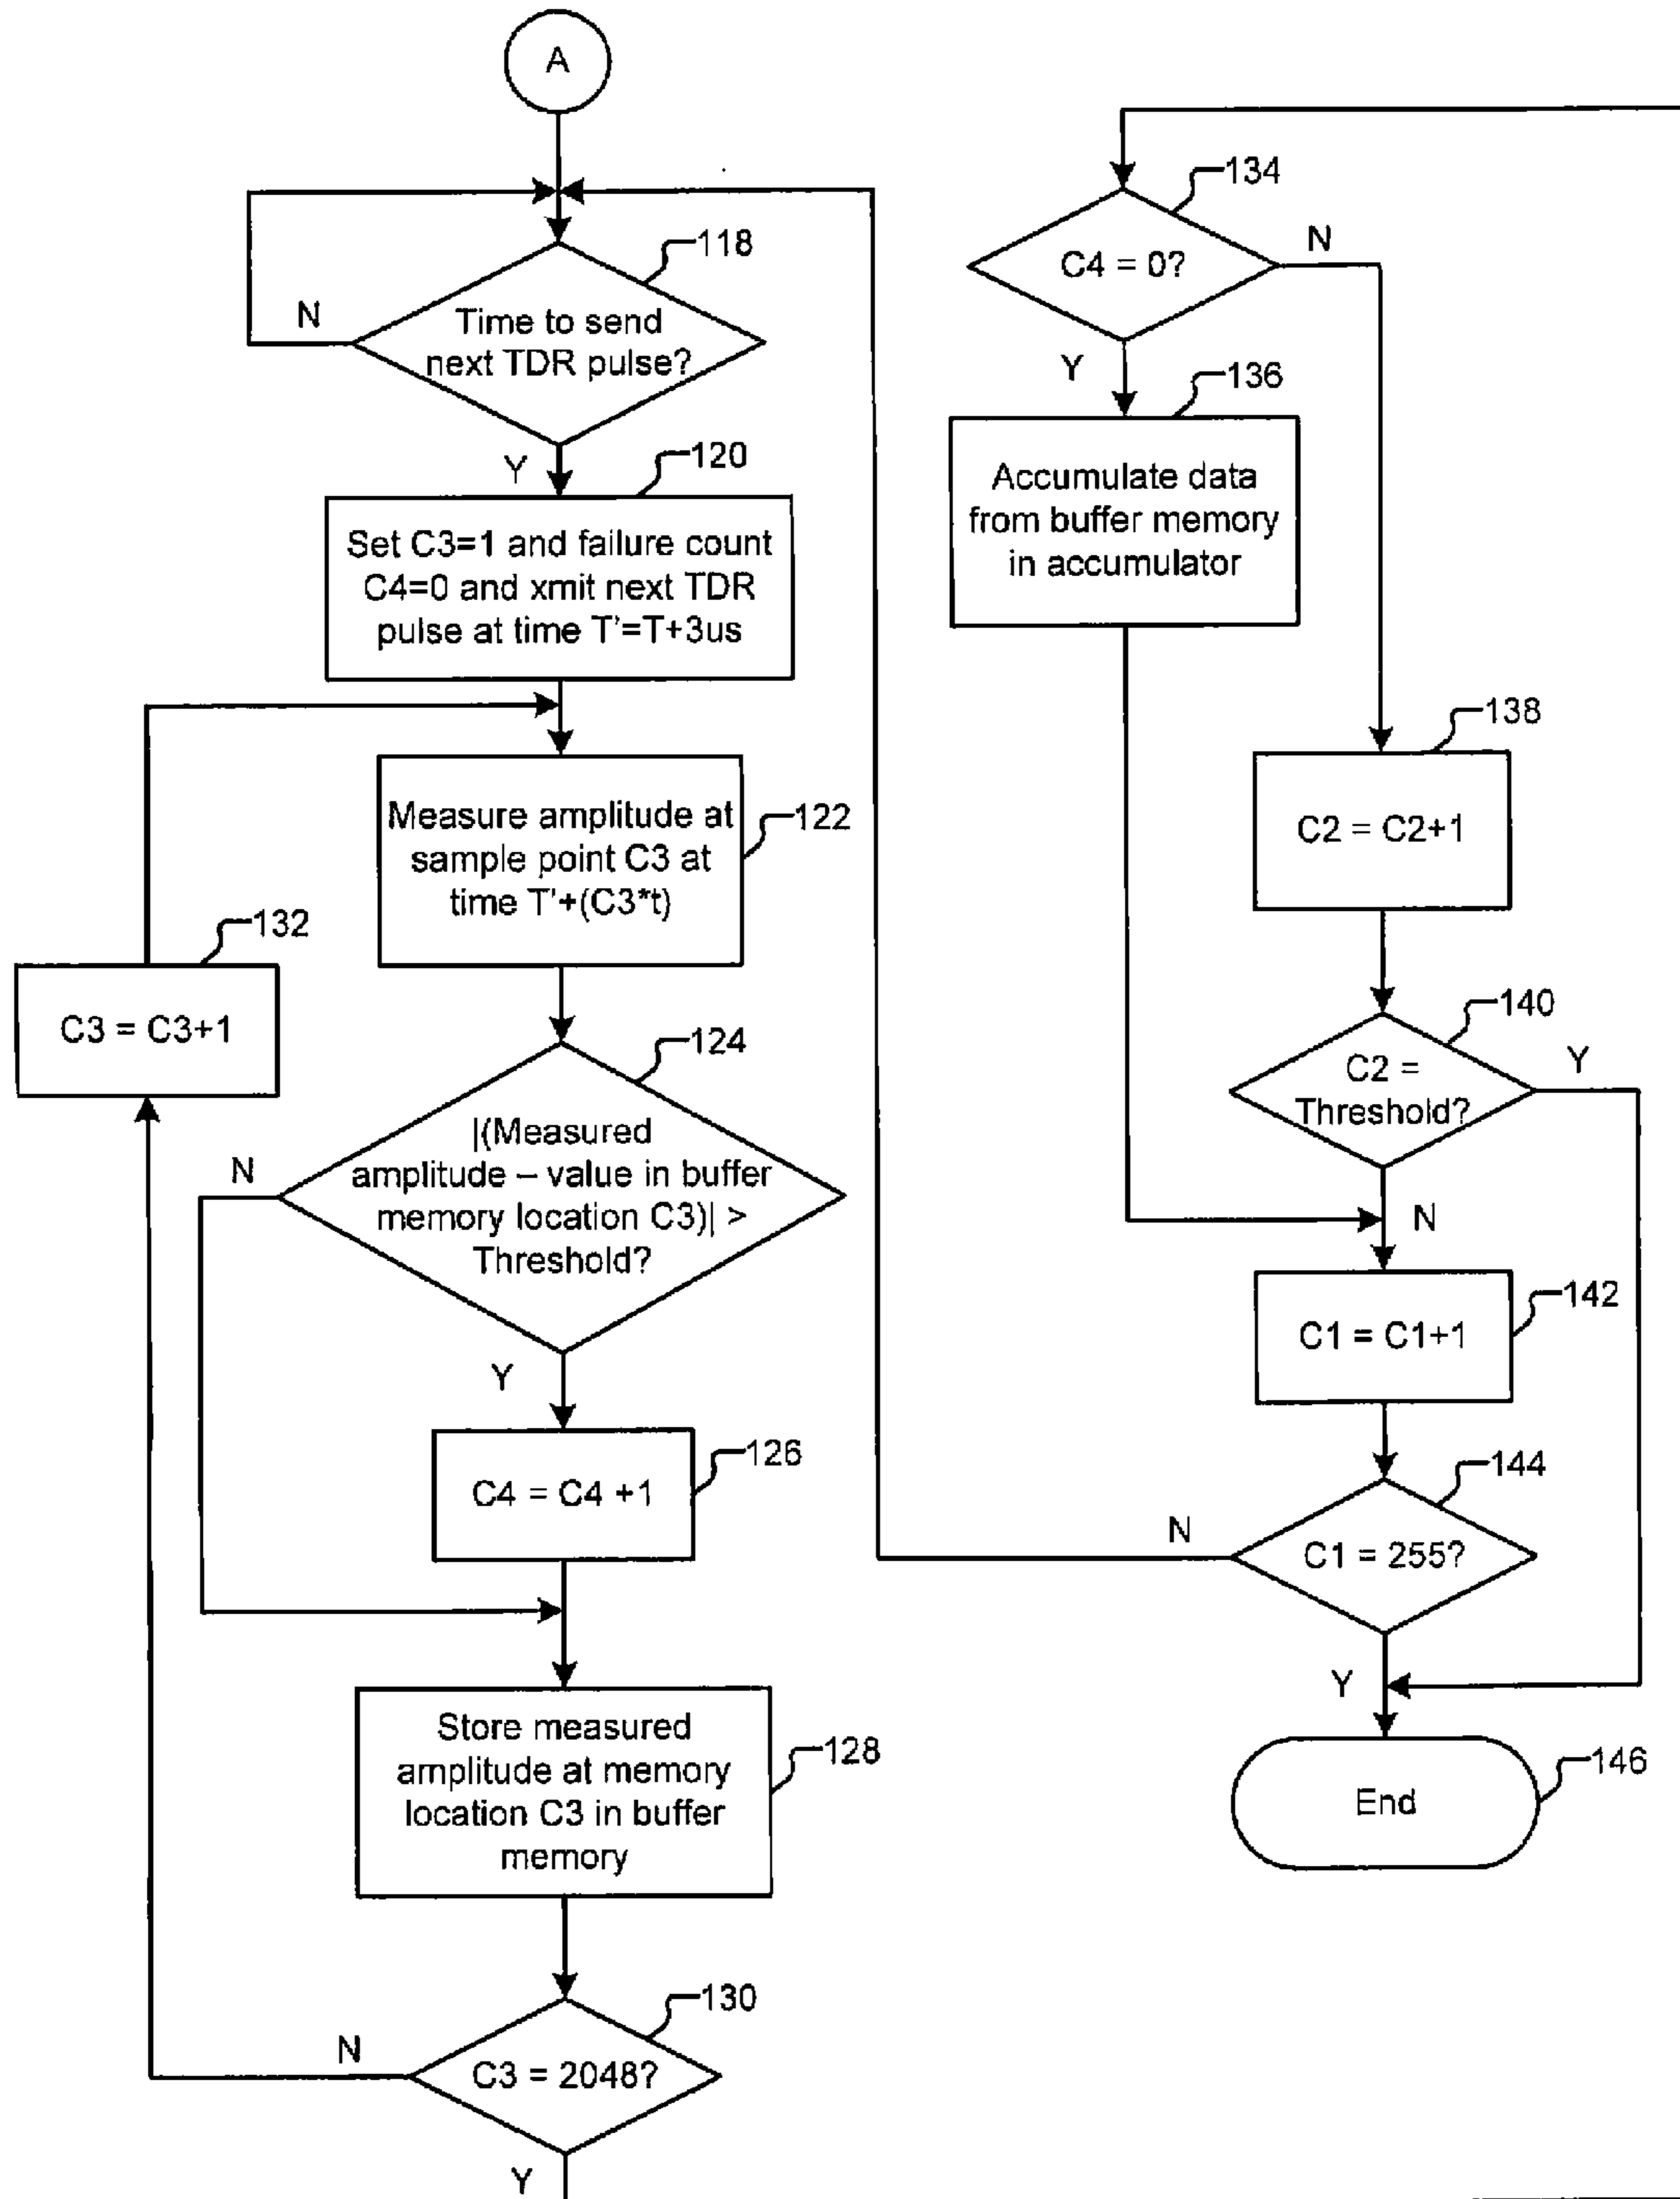 A
118
N
Time to send
next TDR pulse?
Y
120
Set C3=1 and failure count
C4=0 and xmit next TDR
pulse at time T'=T+3us
Measure amplitude at
sample point C3 at
time T'+(C3*t)
122
132
C3 = C3+1
124
N
|(Measured
amplitude – value in buffer
memory location C3)| >
Threshold?
Y
126
C4 = C4 +1
Store measured
amplitude at memory
location C3 in buffer
memory
128
130
N
C3 = 2048?
Y
134
N
C4 = 0?
Y
136
Accumulate data
from buffer memory
in accumulator
138
C2 = C2+1
140
Y
C2 =
Threshold?
N
142
C1 = C1+1
144
N
C1 = 255?
Y
146
End